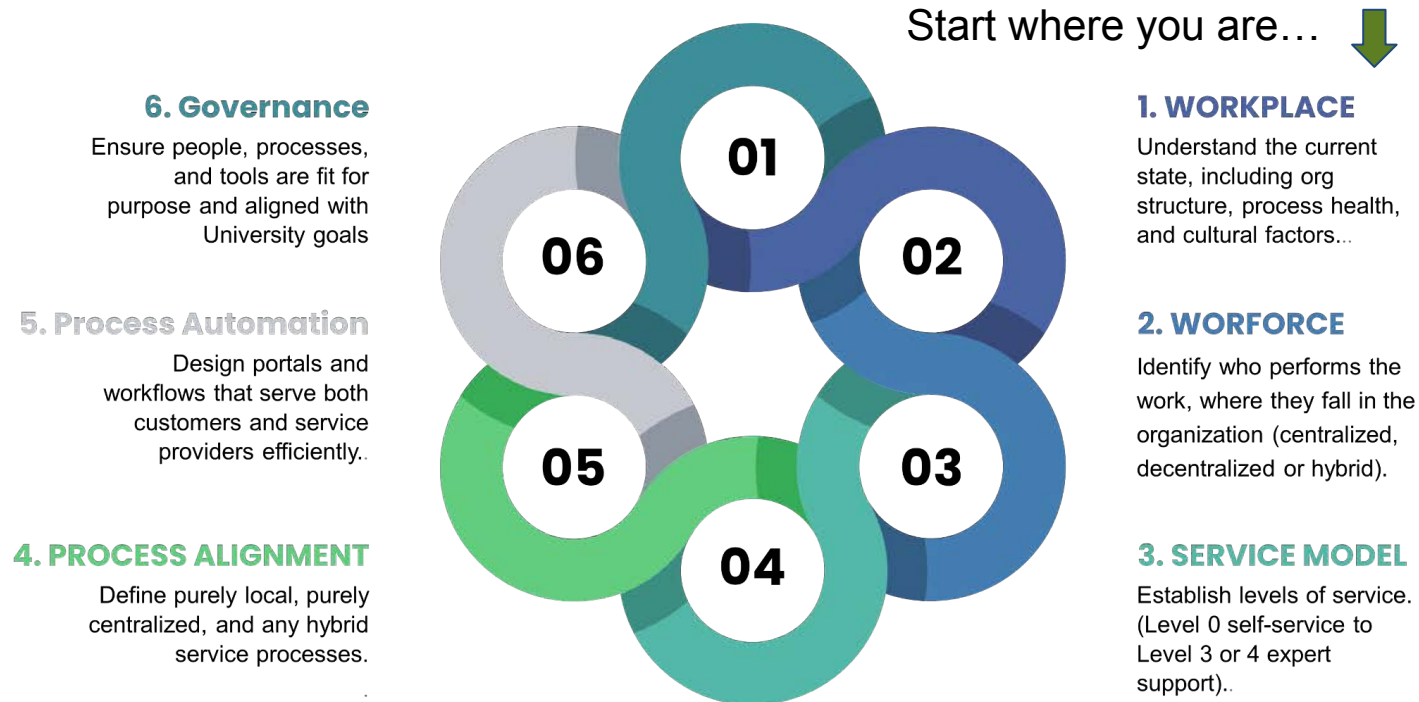 Start where you are…
6. Governance
Ensure people, processes,
and tools are fit for
purpose and aligned with
University goals
5. Process Automation
Design portals and
workflows that serve both
customers and service
providers efficiently..
4. PROCESS ALIGNMENT
Define purely local, purely
centralized, and any hybrid
service processes.
.
01
02
03
04
05
06
1. WORKPLACE
Understand the current
state, including org
structure, process health,
and cultural factors...
2. WORFORCE
Identify who performs the
work, where they fall in the
organization (centralized,
decentralized or hybrid).
3. SERVICE MODEL
Establish levels of service.
(Level 0 self-service to
Level 3 or 4 expert
support)..